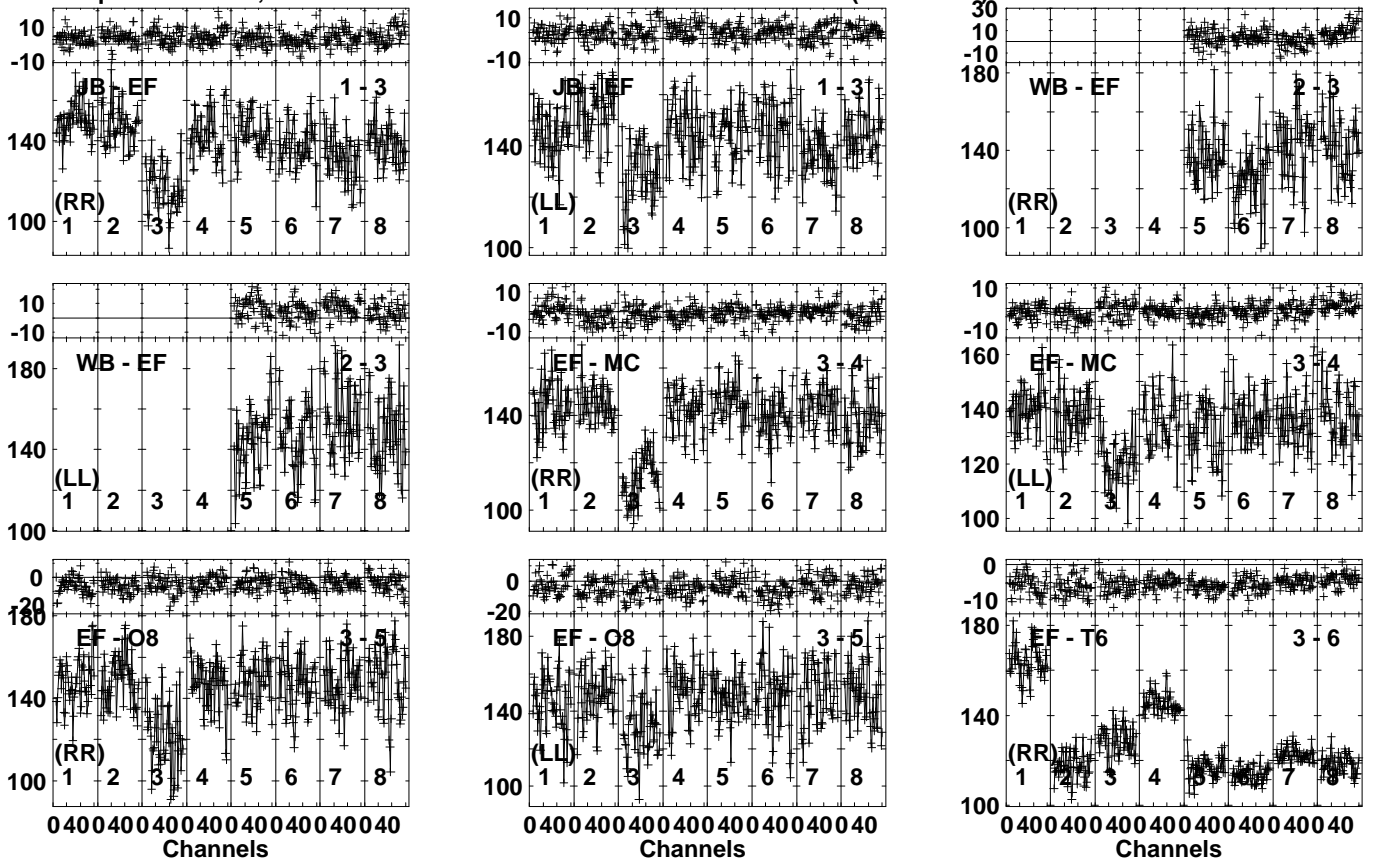 10 10 30
-10 -10 10
-10
JB - EF 1 - 3 JB - EF 1 - 3 180 WB - EF 2 - 3
140 140 140
(RR) (LL) (RR)
100 1 2 3 4 5 6 7 8 100 1 2 3 4 5 6 7 8 100 1 2 3 4 5 6 7 8
10 10 10
-10 -10 -10
180 WB - EF 2 - 3 EF - MC 3 - 4 160 EF - MC 3 - 4
140 140 140
120
(LL) (RR) (LL)
100 1 2 3 4 5 6 7 8 100 1 2 3 4 5 6 7 8 100 1 2 3 4 5 6 7 8
0 0 0
-20 -20 -10
180 EF - O8 3 - 5 180 EF - O8 3 - 5 180 EF - T6 3 - 6
140 140 140
(RR) (LL) (RR)
100 1 2 3 4 5 6 7 8 100 1 2 3 4 5 6 7 8 100 1 2 3 4 5 6 7 8
0 40 0 40 0 40 0 40 0 40 0 40 0 40 0 40 0 40 0 40 0 40 0 40 0 40 0 40 0 40 0 40 0 40 0 40 0 40 0 40 0 40 0 40 0 40 0 40
Channels Channels Channels